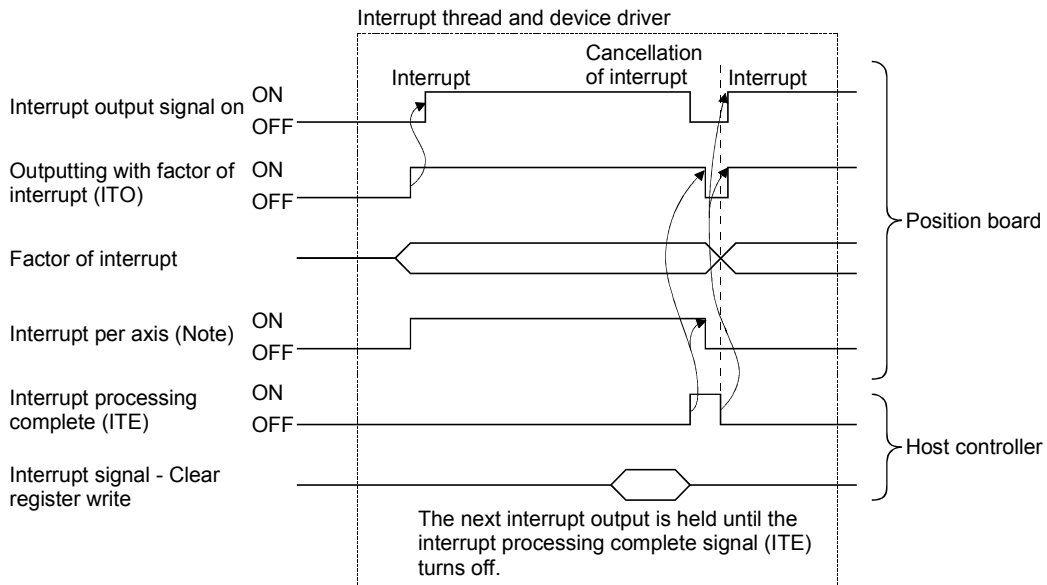 Interrupt thread and device driver
Cancellation
of interrupt
Interrupt
Interrupt
Interrupt output signal on
ON
OFF
Outputting with factor of
interrupt (ITO)
ON
OFF
Factor of interrupt
Position board
Interrupt per axis (Note)
ON
OFF
Interrupt processing
complete (ITE)
ON
OFF
Host controller
Interrupt signal - Clear
register write
The next interrupt output is held until the
interrupt processing complete signal (ITE)
turns off.